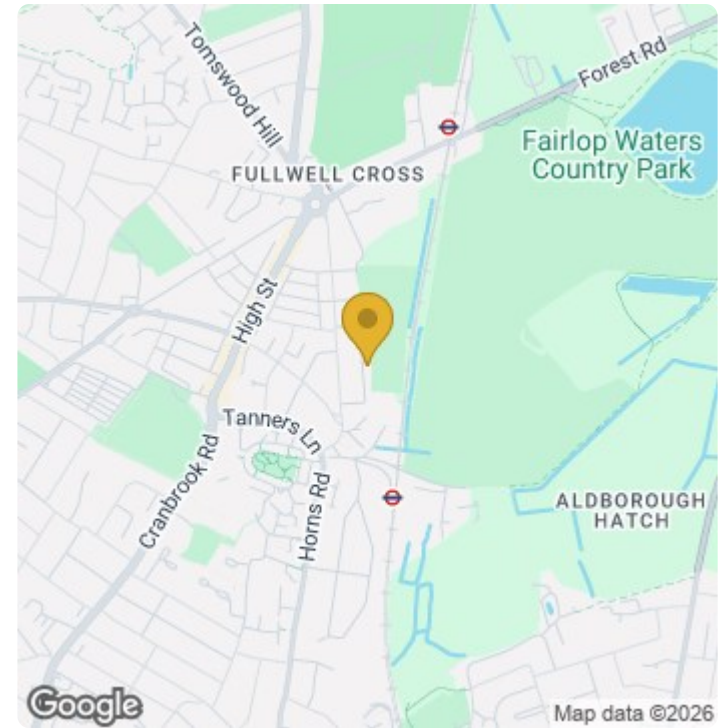 Tomswood Hill
Forest Rd
Fairlop Waters
Country Park
FULLWELL CROSS
High St
Tanners Ln
Cranbrook Rd
Horns Rd
ALDBOROUGH
HATCH
Google
Map data ©2026